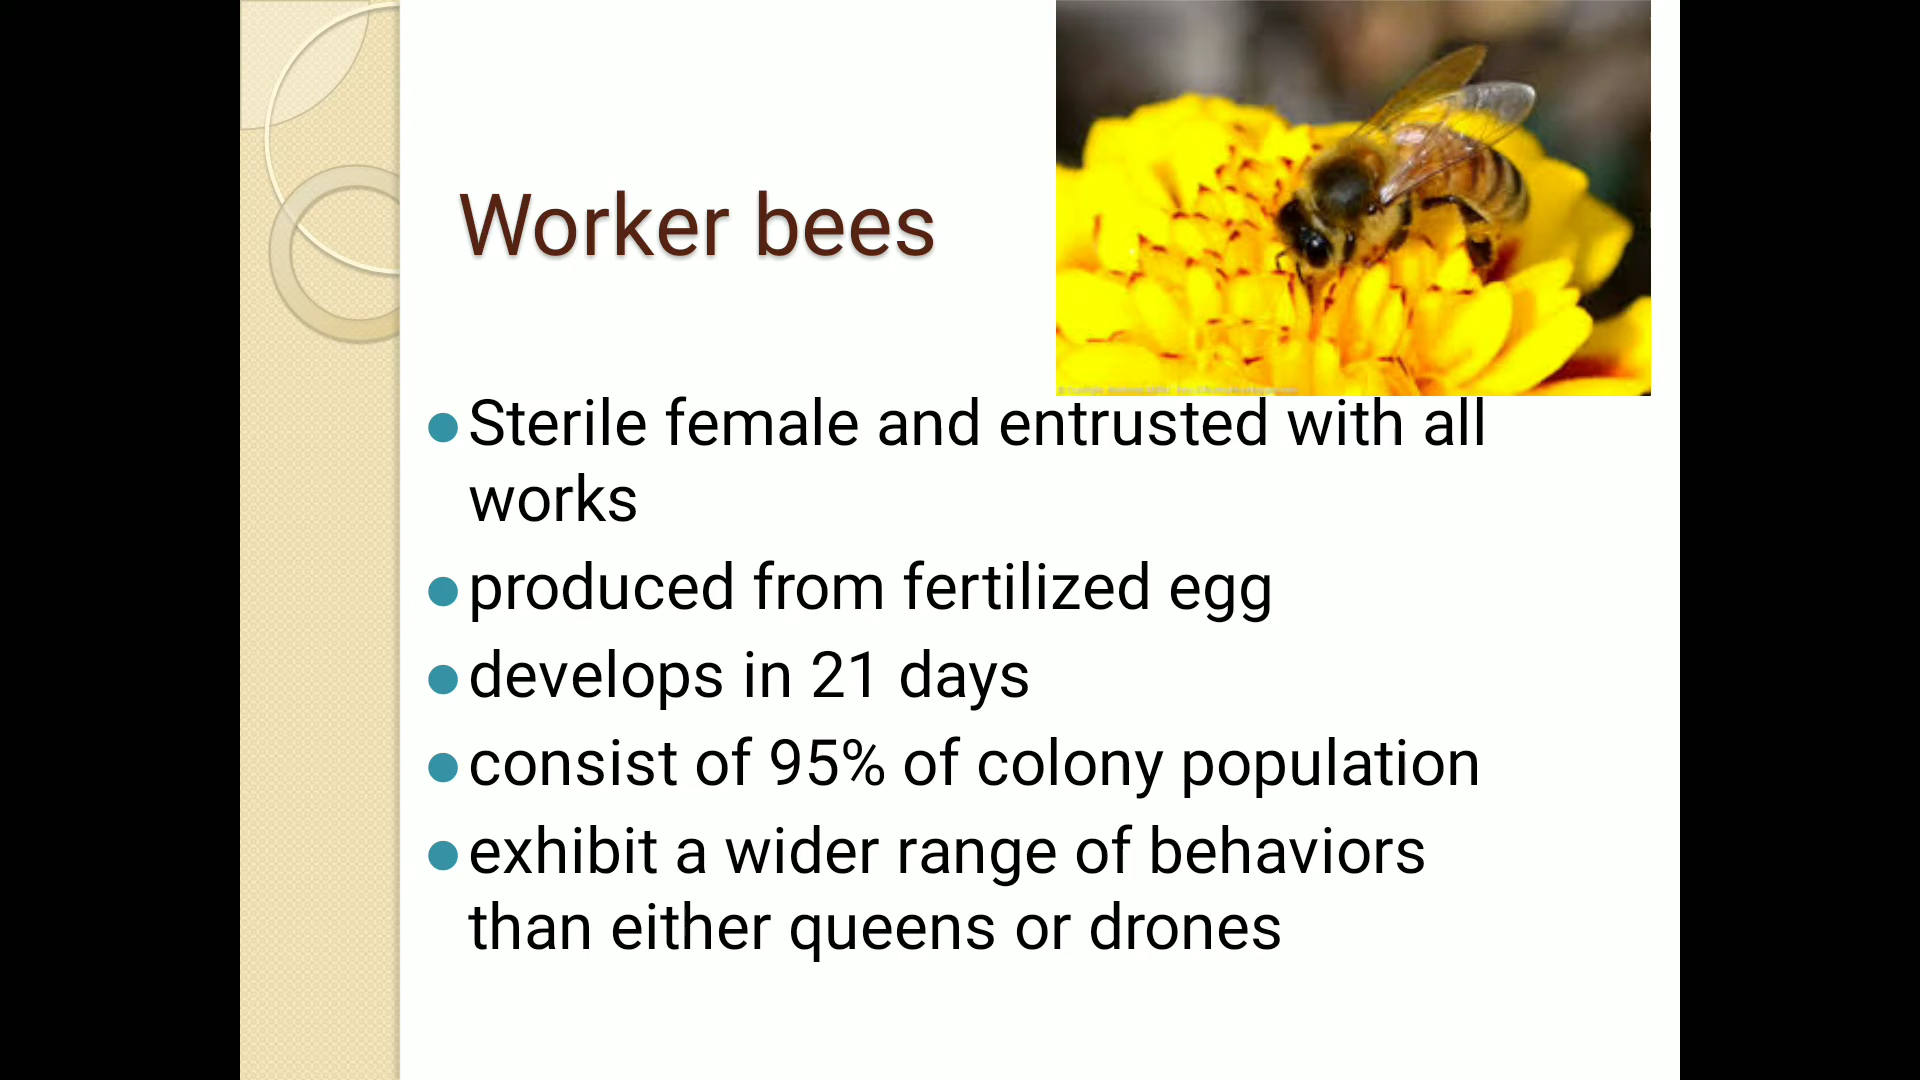 Worker bees
Sterile female and entrusted with all
works
produced from fertilized egg
develops in 21 days
consist of 95% of colony population
exhibit a wider range of behaviors
than either queens or drones